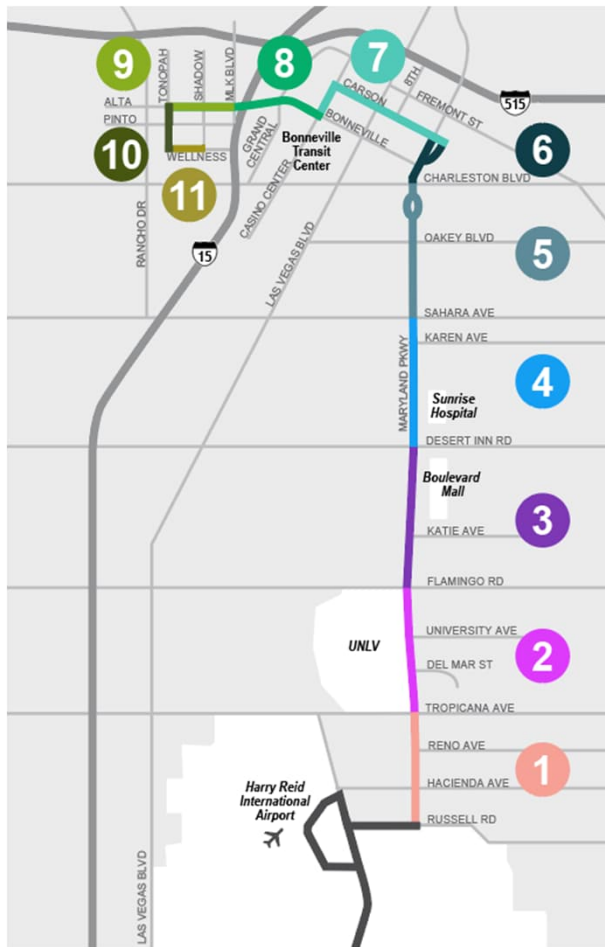 9
8
7
TONOPAH
SHADOW
MLK BLVD
8TH
CARSON
FREMONT ST
515
ALTA
PINTO
BONNEVILLE
GRAND
CENTRAL
Bonneville
Transit
Center
10
WELLNESS
11
6
CHARLESTON BLVD
CASINO CENTER
RANCHO DR
15
LAS VEGAS BLVD
OAKEY BLVD
5
SAHARA AVE
KAREN AVE
MARYLAND PKWY
4
Sunrise
Hospital
DESERT INN RD
Boulevard
Mall
3
KATIE AVE
FLAMINGO RD
UNIVERSITY AVE
UNLV
2
DEL MAR ST
TROPICANA AVE
RENO AVE
1
HACIENDA AVE
Harry Reid
International
Airport
RUSSELL RD
LAS VEGAS BLVD